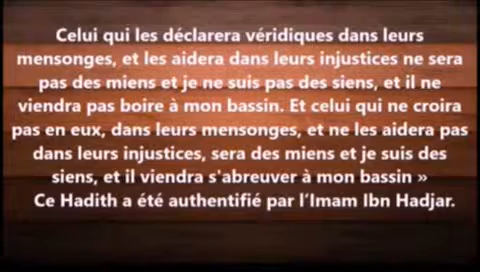 Celui qui les déclarera véridiques dans leurs
mensonges, et les aidera dans leurs injustices ne sera
pas des miens et je ne suis pas des siens, et il ne
viendra pas boire à mon bassin. Et celui qui ne croira
pas en eux, dans leurs mensonges, et ne les aidera pas
dans leurs injustices, sera des miens et je suis des
siens, et il viendra s'abreuver à mon bassin »
Ce Hadith a été authentifié par l’Imam Ibn Hadjar.